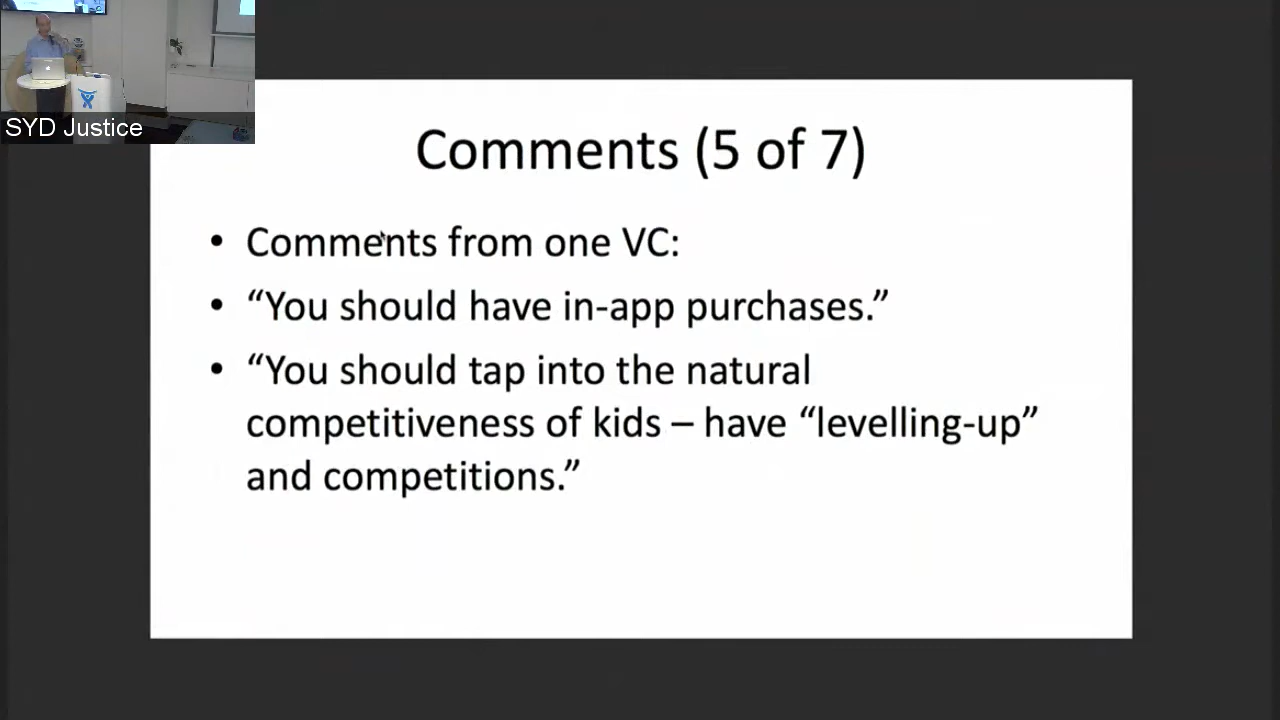 SYD Justice
Comments (5 of 7)
• Comments from one VC:
• “You should have in-app purchases.”
• “You should tap into the natural
competitiveness of kids – have “levelling-up”
and competitions.”